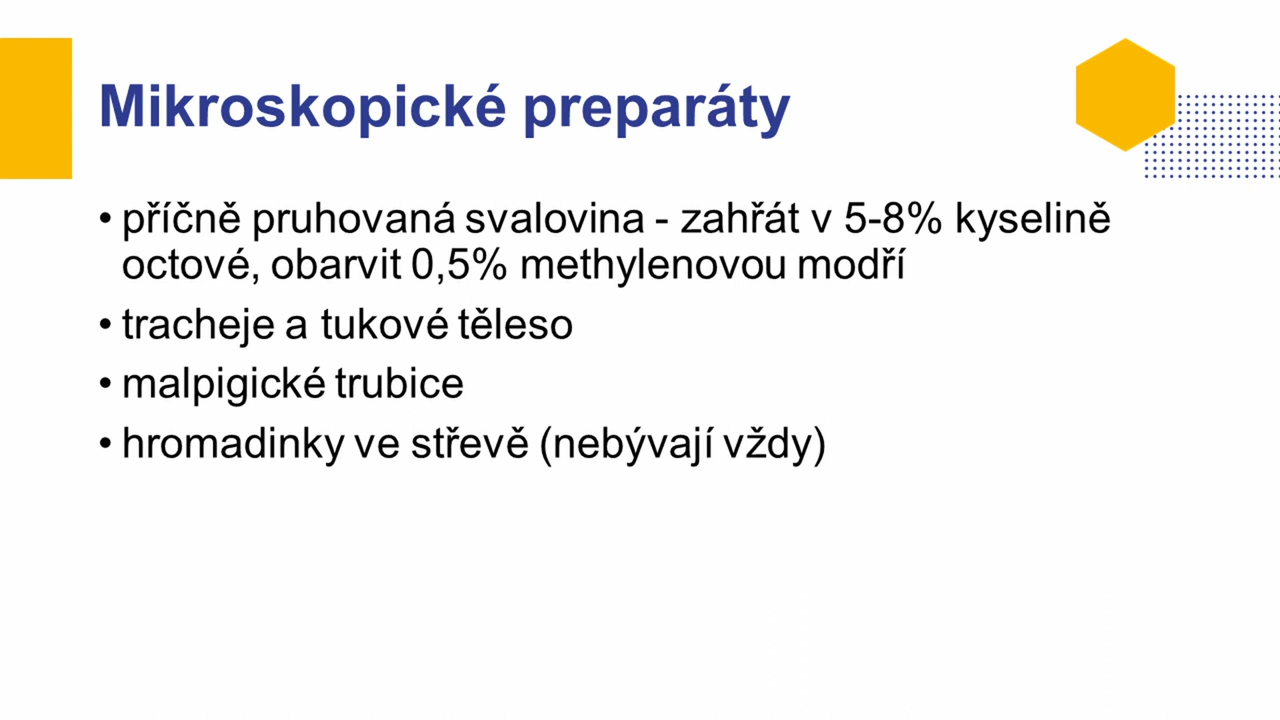 Mikroskopické preparáty
• příčně pruhovaná svalovina - zahřát v 5-8% kyselině
octové, obarvit 0,5% methylenovou modří
• tracheje a tukové těleso
• malpigické trubice
• hromadinky ve střevě (nebývají vždy)